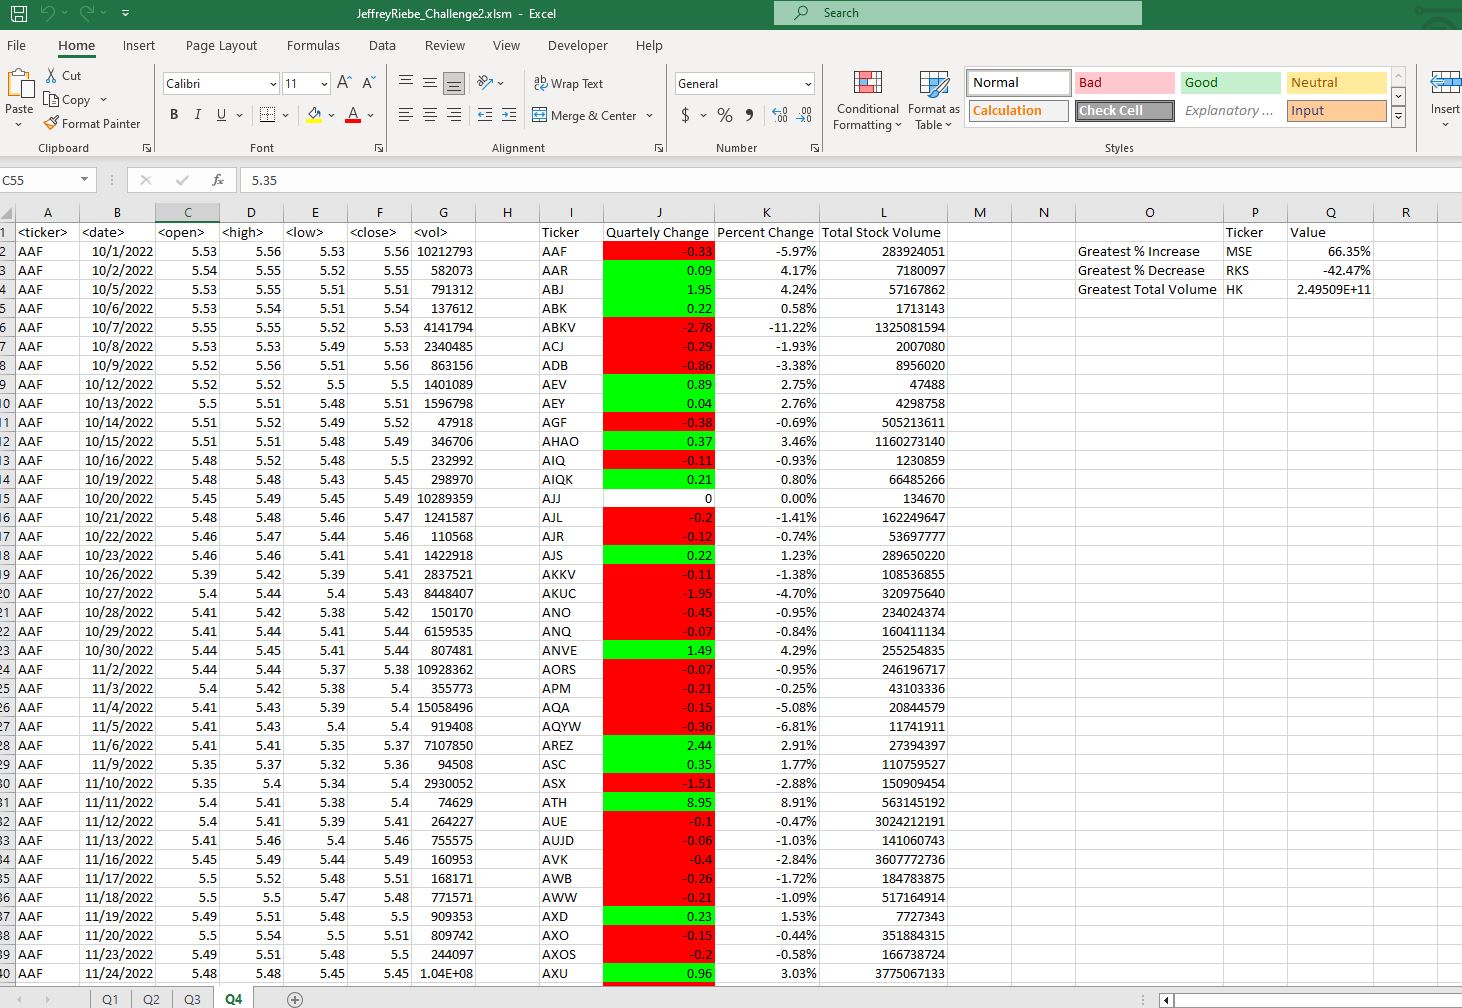 JeffreyRiebe_Challenge2.xlsm - Excel Search
File Home Insert Page Layout Formulas Data Review View Developer Help
Paste Cut Copy Format Painter Clipboard
Calibri 11 A A B I U A Font
ab Wrap Text Merge & Center Alignment
General $ % Number
Conditional Formatting Format as Table
Normal Bad Good Neutral
Calculation Check Cell Explanatory ... Input
Styles
Insert
C55 fx 5.35
A B C D E F G H I J K L M N O P Q R
1 <ticker> <date> <open> <high> <low> <close> <vol> Ticker Quartely Change Percent Change Total Stock Volume Ticker Value
2 AAF 10/1/2022 5.53 5.56 5.53 5.56 10212793 AAF -0.33 -5.97% 283924051 Greatest % Increase MSE 66.35%
3 AAF 10/2/2022 5.54 5.55 5.52 5.55 582073 AAR 0.09 4.17% 7180097 Greatest % Decrease RKS -42.47%
4 AAF 10/5/2022 5.53 5.55 5.51 5.51 791312 ABJ 1.95 4.24% 57167862 Greatest Total Volume HK 2.49509E+11
5 AAF 10/6/2022 5.53 5.54 5.51 5.54 137612 ABK 0.22 0.58% 1713143
6 AAF 10/7/2022 5.55 5.55 5.52 5.53 4141794 ABKV -2.78 -11.22% 1325081594
7 AAF 10/8/2022 5.53 5.53 5.49 5.53 2340485 ACJ -0.29 -1.93% 2007080
8 AAF 10/9/2022 5.52 5.56 5.51 5.56 863156 ADB -0.86 -3.38% 8956020
9 AAF 10/12/2022 5.52 5.52 5.5 5.5 1401089 AEV 0.89 2.75% 47488
10 AAF 10/13/2022 5.5 5.51 5.48 5.51 1596798 AEY 0.04 2.76% 4298758
11 AAF 10/14/2022 5.51 5.52 5.49 5.52 47918 AGF -0.38 -0.69% 505213611
12 AAF 10/15/2022 5.51 5.51 5.48 5.49 346706 AHAO 0.37 3.46% 1160273140
13 AAF 10/16/2022 5.48 5.52 5.48 5.5 232992 AIQ -0.11 -0.93% 1230859
14 AAF 10/19/2022 5.48 5.48 5.43 5.45 298970 AIQK 0.21 0.80% 66485266
15 AAF 10/20/2022 5.45 5.49 5.45 5.49 10289359 AJJ 0 0.00% 134670
16 AAF 10/21/2022 5.48 5.48 5.46 5.47 1241587 AJL -0.2 -1.41% 162249647
17 AAF 10/22/2022 5.46 5.47 5.44 5.46 110568 AJR -0.12 -0.74% 53697777
18 AAF 10/23/2022 5.46 5.46 5.41 5.41 1422918 AJS 0.22 1.23% 289650220
19 AAF 10/26/2022 5.39 5.42 5.39 5.41 2837521 AKKV -0.11 -1.38% 108536855
20 AAF 10/27/2022 5.4 5.44 5.4 5.43 8448407 AKUC -1.95 -4.70% 320975640
21 AAF 10/28/2022 5.41 5.42 5.38 5.42 150170 ANO -0.45 -0.95% 234024374
22 AAF 10/29/2022 5.41 5.44 5.41 5.44 6159535 ANQ -0.07 -0.84% 160411134
23 AAF 10/30/2022 5.44 5.45 5.41 5.44 807481 ANVE 1.49 4.29% 255254835
24 AAF 11/2/2022 5.44 5.44 5.37 5.38 10928362 AORS -0.07 -0.95% 246196717
25 AAF 11/3/2022 5.4 5.42 5.38 5.4 355773 APM -0.21 -0.25% 43103336
26 AAF 11/4/2022 5.41 5.43 5.39 5.4 15058496 AQA -0.15 -5.08% 20844579
27 AAF 11/5/2022 5.41 5.43 5.4 5.4 919408 AQYW -0.36 -6.81% 11741911
28 AAF 11/6/2022 5.41 5.41 5.35 5.37 7107850 AREZ 2.44 2.91% 27394397
29 AAF 11/9/2022 5.35 5.37 5.32 5.36 94508 ASC 0.35 1.77% 110759527
30 AAF 11/10/2022 5.35 5.4 5.34 5.4 2930052 ASX -1.51 -2.88% 150909454
31 AAF 11/11/2022 5.4 5.41 5.38 5.4 74629 ATH 8.95 8.91% 563145192
32 AAF 11/12/2022 5.4 5.41 5.39 5.41 264227 AUE -0.1 -0.47% 3024212191
33 AAF 11/13/2022 5.41 5.46 5.4 5.46 755575 AUJD -0.06 -1.03% 141060743
34 AAF 11/16/2022 5.45 5.49 5.44 5.49 160953 AVK -0.4 -2.84% 3607772736
35 AAF 11/17/2022 5.5 5.52 5.48 5.51 168171 AWB -0.26 -1.72% 184783875
36 AAF 11/18/2022 5.5 5.5 5.47 5.48 771571 AWW -0.21 -1.09% 517164914
37 AAF 11/19/2022 5.49 5.51 5.48 5.5 909353 AXD 0.23 1.53% 7727343
38 AAF 11/20/2022 5.5 5.54 5.5 5.51 809742 AXO -0.15 -0.44% 351884315
39 AAF 11/23/2022 5.49 5.51 5.48 5.5 244097 AXOS -0.2 -0.58% 166738724
40 AAF 11/24/2022 5.48 5.48 5.45 5.45 1.04E+08 AXU 0.96 3.03% 3775067133
Q1 Q2 Q3 Q4